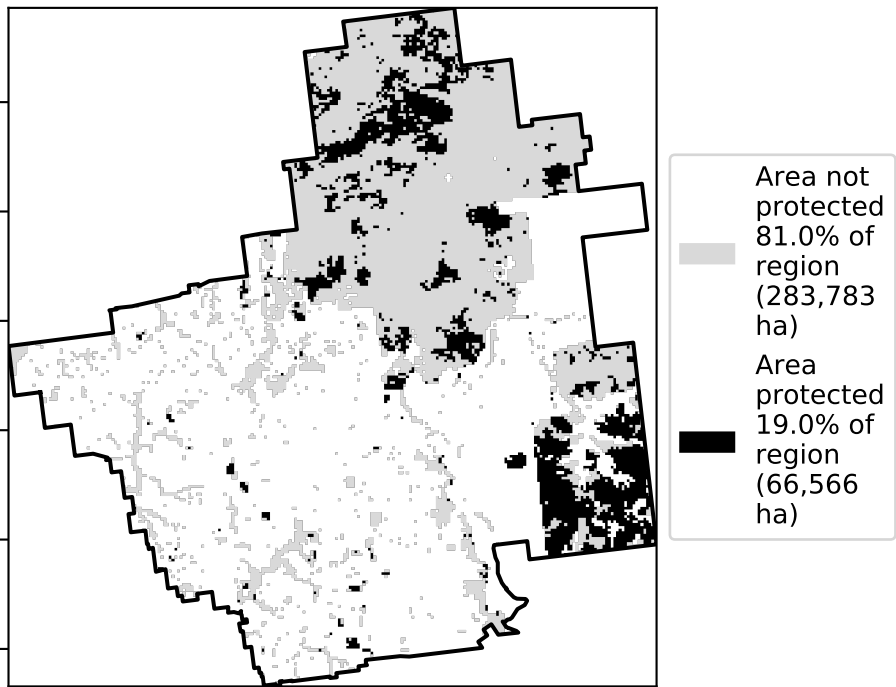 Area not
protected
81.0% of
region
(283,783
ha)
Area
protected
19.0% of
region
(66,566
ha)